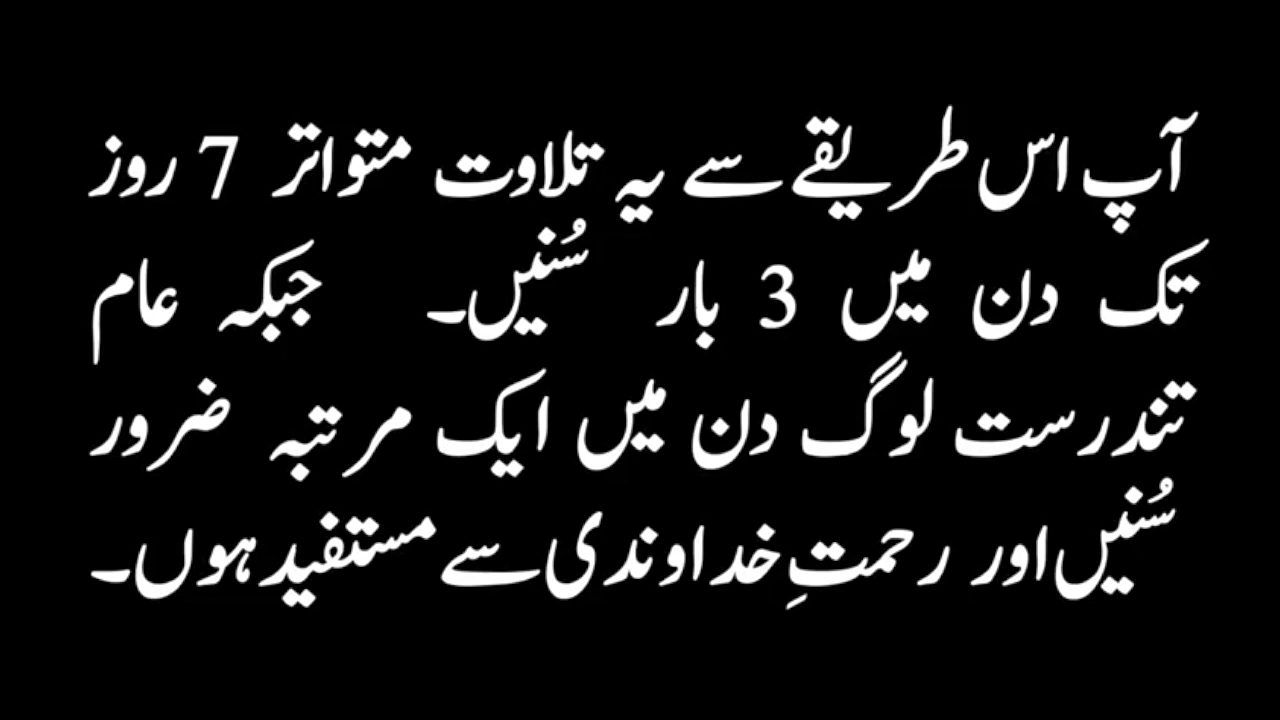 آپ اس طریقے سے یہ تلاوت متواتر 7 روز
تک دن میں 3 بار سُنیں۔ جبکہ عام
تندرست لوگ دن میں ایک مرتبہ ضرور
سُنیں اور رحمتِ خداوندی سے مستفید ہوں۔